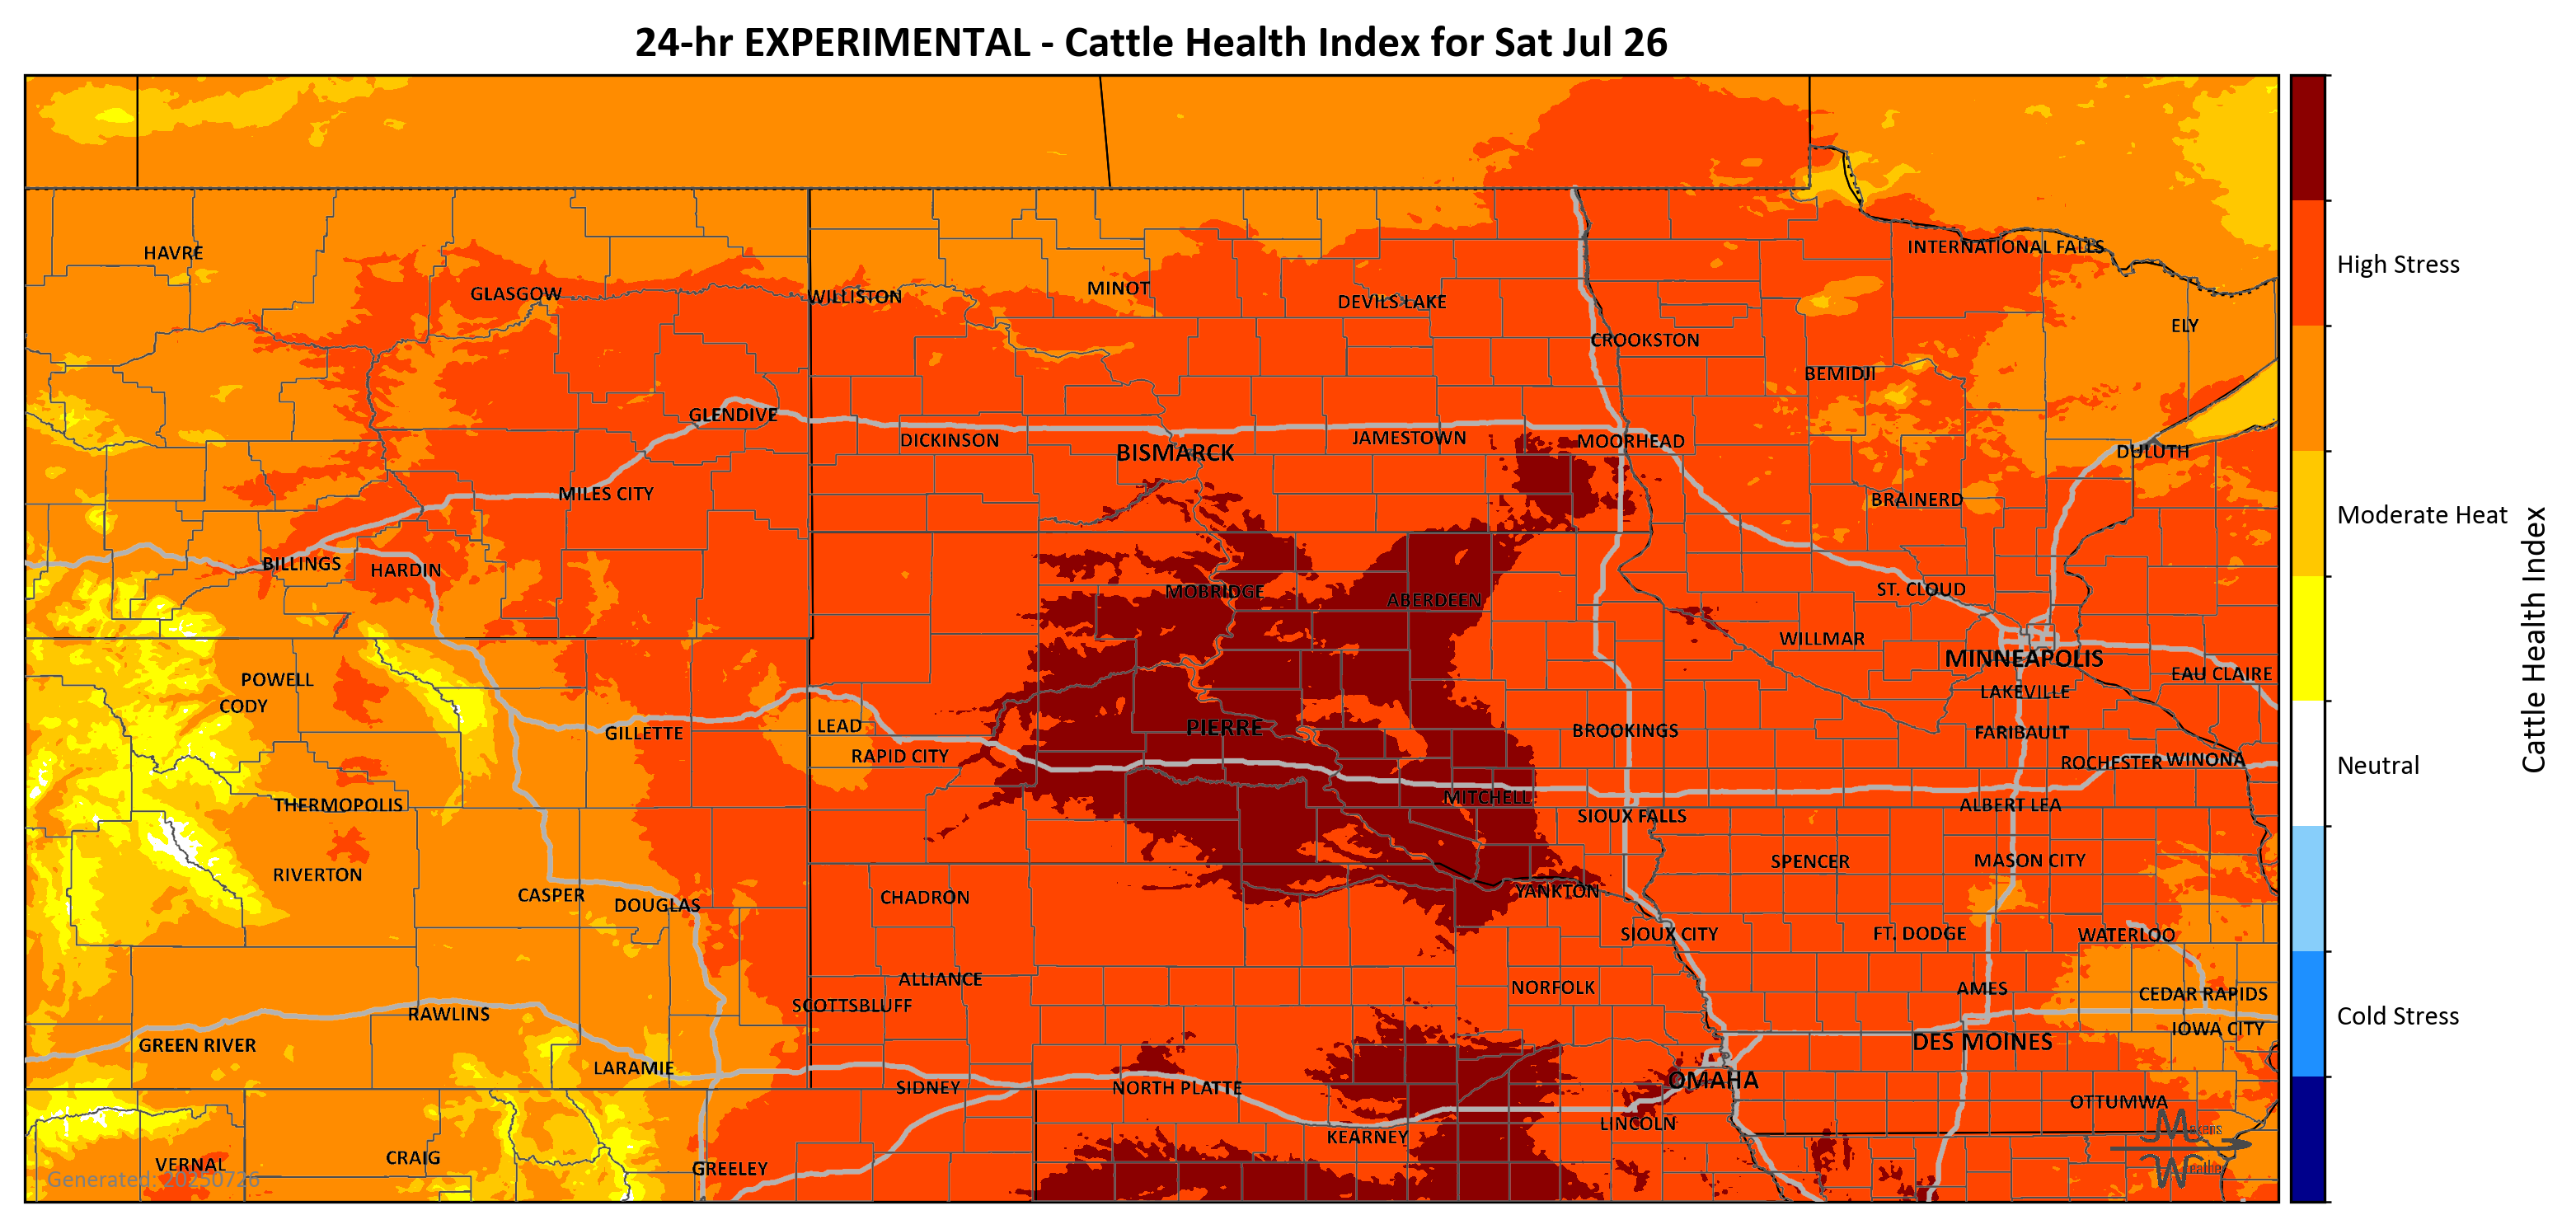 24-hr EXPERIMENTAL - Cattle Health Index for Sat Jul 26
HAVRE
INTERNATIONAL FALLS
GLASGOW
WILLISTON
MINOT
DEVILS LAKE
ELY
CROOKSTON
BEMIDJI
GLENDIVE
DICKINSON
BISMARCK
JAMESTOWN
MOORHEAD
DULUTH
MILES CITY
BRAINERD
BILLINGS
HARDIN
MOBRIDGE
ABERDEEN
ST. CLOUD
WILLMAR
MINNEAPOLIS
POWELL
EAU CLAIRE
CODY
LAKEVILLE
GILLETTE
LEAD
PIERRE
BROOKINGS
FARIBAULT
RAPID CITY
ROCHESTER
WINONA
THERMOPOLIS
MITCHELL
SIOUX FALLS
ALBERT LEA
RIVERTON
SPENCER
MASON CITY
CASPER
DOUGLAS
CHADRON
YANKTON
SIOUX CITY
FT. DODGE
WATERLOO
ALLIANCE
NORFOLK
AMES
CEDAR RAPIDS
SCOTTSBLUFF
RAWLINS
IOWA CITY
GREEN RIVER
DES MOINES
LARAMIE
SIDNEY
NORTH PLATTE
OMAHA
OTTUMWA
KEARNEY
LINCOLN
VERNAL
CRAIG
GREELEY
Generated: 20250726
High Stress
Moderate Heat
Neutral
Cold Stress
Cattle Health Index